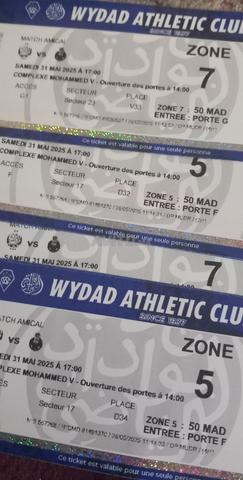 WYDAD ATHLETIC CLU
SINCE 1937
MATCH AMICAL
VS
ZONE
7
SAMEDI 31 MAI 2025 À 17:00
COMPLEXE MOHAMMED V - Ouverture des portes à 14:00
ACCÈS
SECTEUR
PLACE
G1
Secteur 23
V33
ZONE 7 : 50 MAD
ENTREE : PORTE G
Ce ticket est valable pour une seule personne
5
SAMEDI 31 MAI 2025 À 17:00
COMPLEXE MOHAMMED V - Ouverture des portes à 14:00
ACCÈS
SECTEUR
PLACE
F
Secteur 17
D32
ZONE 5 : 50 MAD
ENTREE : PORTE F
Ce ticket est valable pour une seule personne
VS
7
SAMEDI 31 MAI 2025 À 17:00
WYDAD ATHLETIC CLU
SINCE 1937
MATCH AMICAL
VS
ZONE
5
EDI 31 MAI 2025 À 17:00
PLEXE MOHAMMED V - Ouverture des portes à 14:00
SECTEUR
PLACE
Secteur 17
D34
ZONE 5 : 50 MAD
ENTREE : PORTE F
Ce ticket est valable pour une seule personne